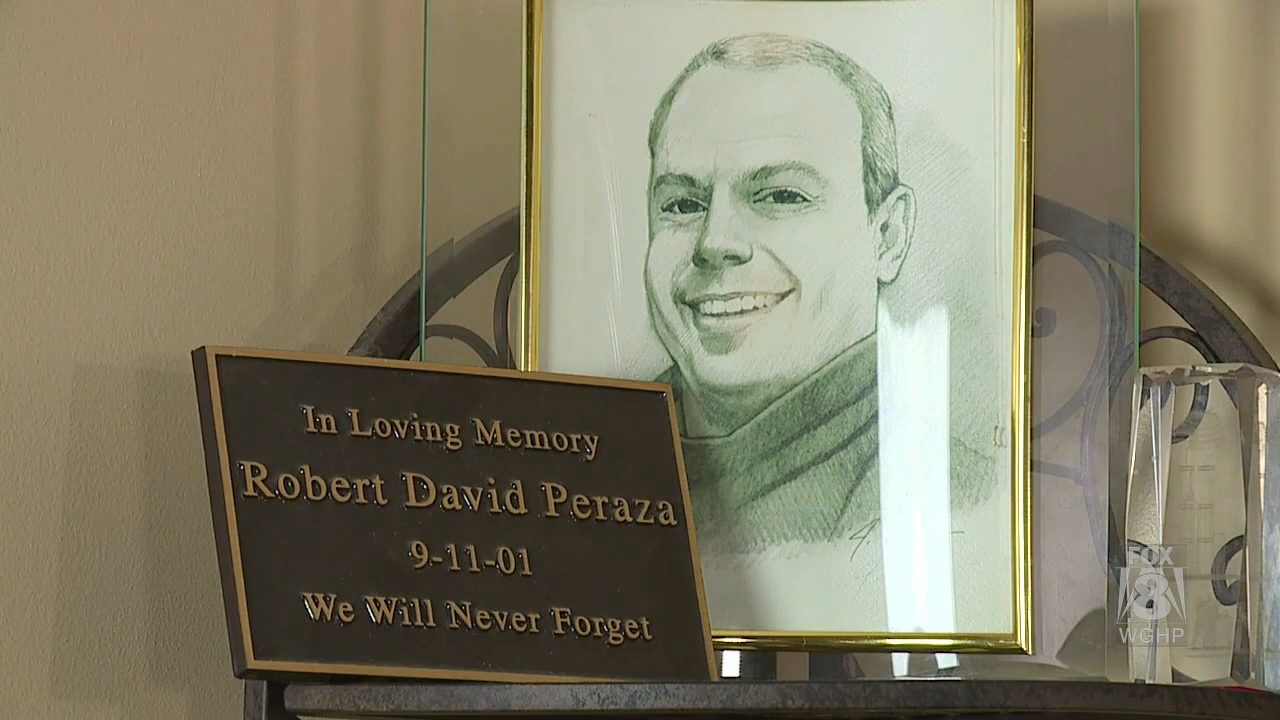 In Loving Memory
Robert David Peraza
9-11-01
We Will Never Forget
FOX
8
WGHP